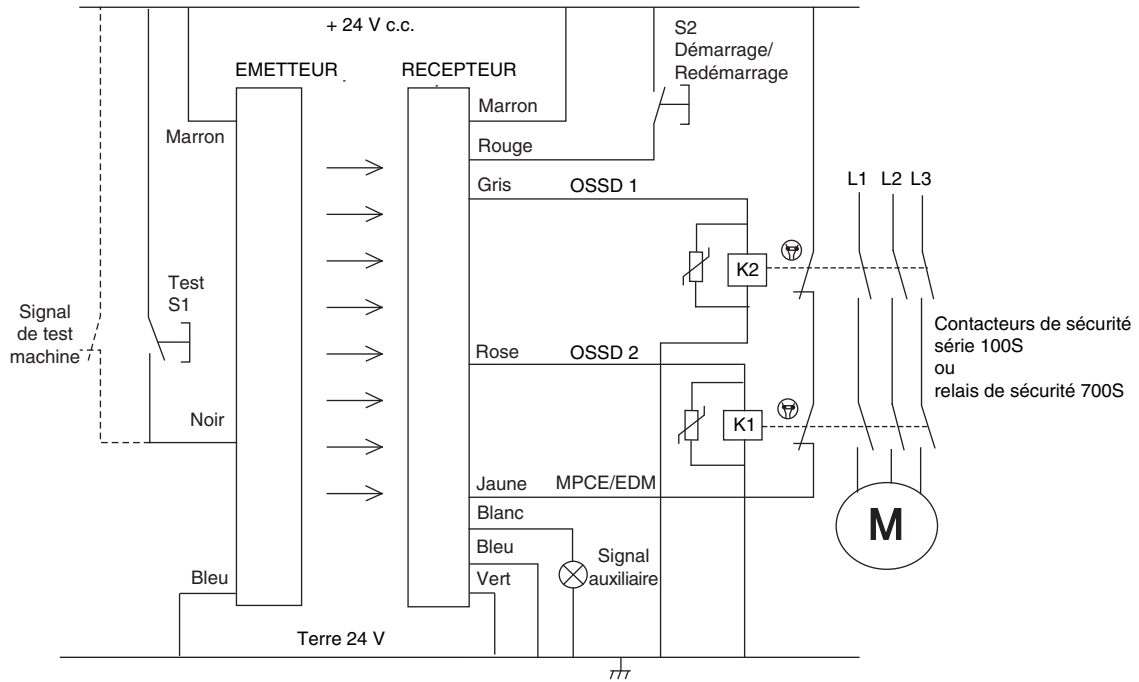 + 24 V c.c.
S2
Démarrage/
Redémarrage
EMETTEUR
RECEPTEUR
Marron
Marron
Rouge
Gris
OSSD 1
L1
L2
L3
K2
Test
S1
Signal
de test
machine
Contacteurs de sécurité
série 100S
ou
relais de sécurité 700S
Rose
OSSD 2
Noir
K1
Jaune
MPCE/EDM
Blanc
Bleu
Signal
auxiliaire
M
Bleu
Vert
Terre 24 V